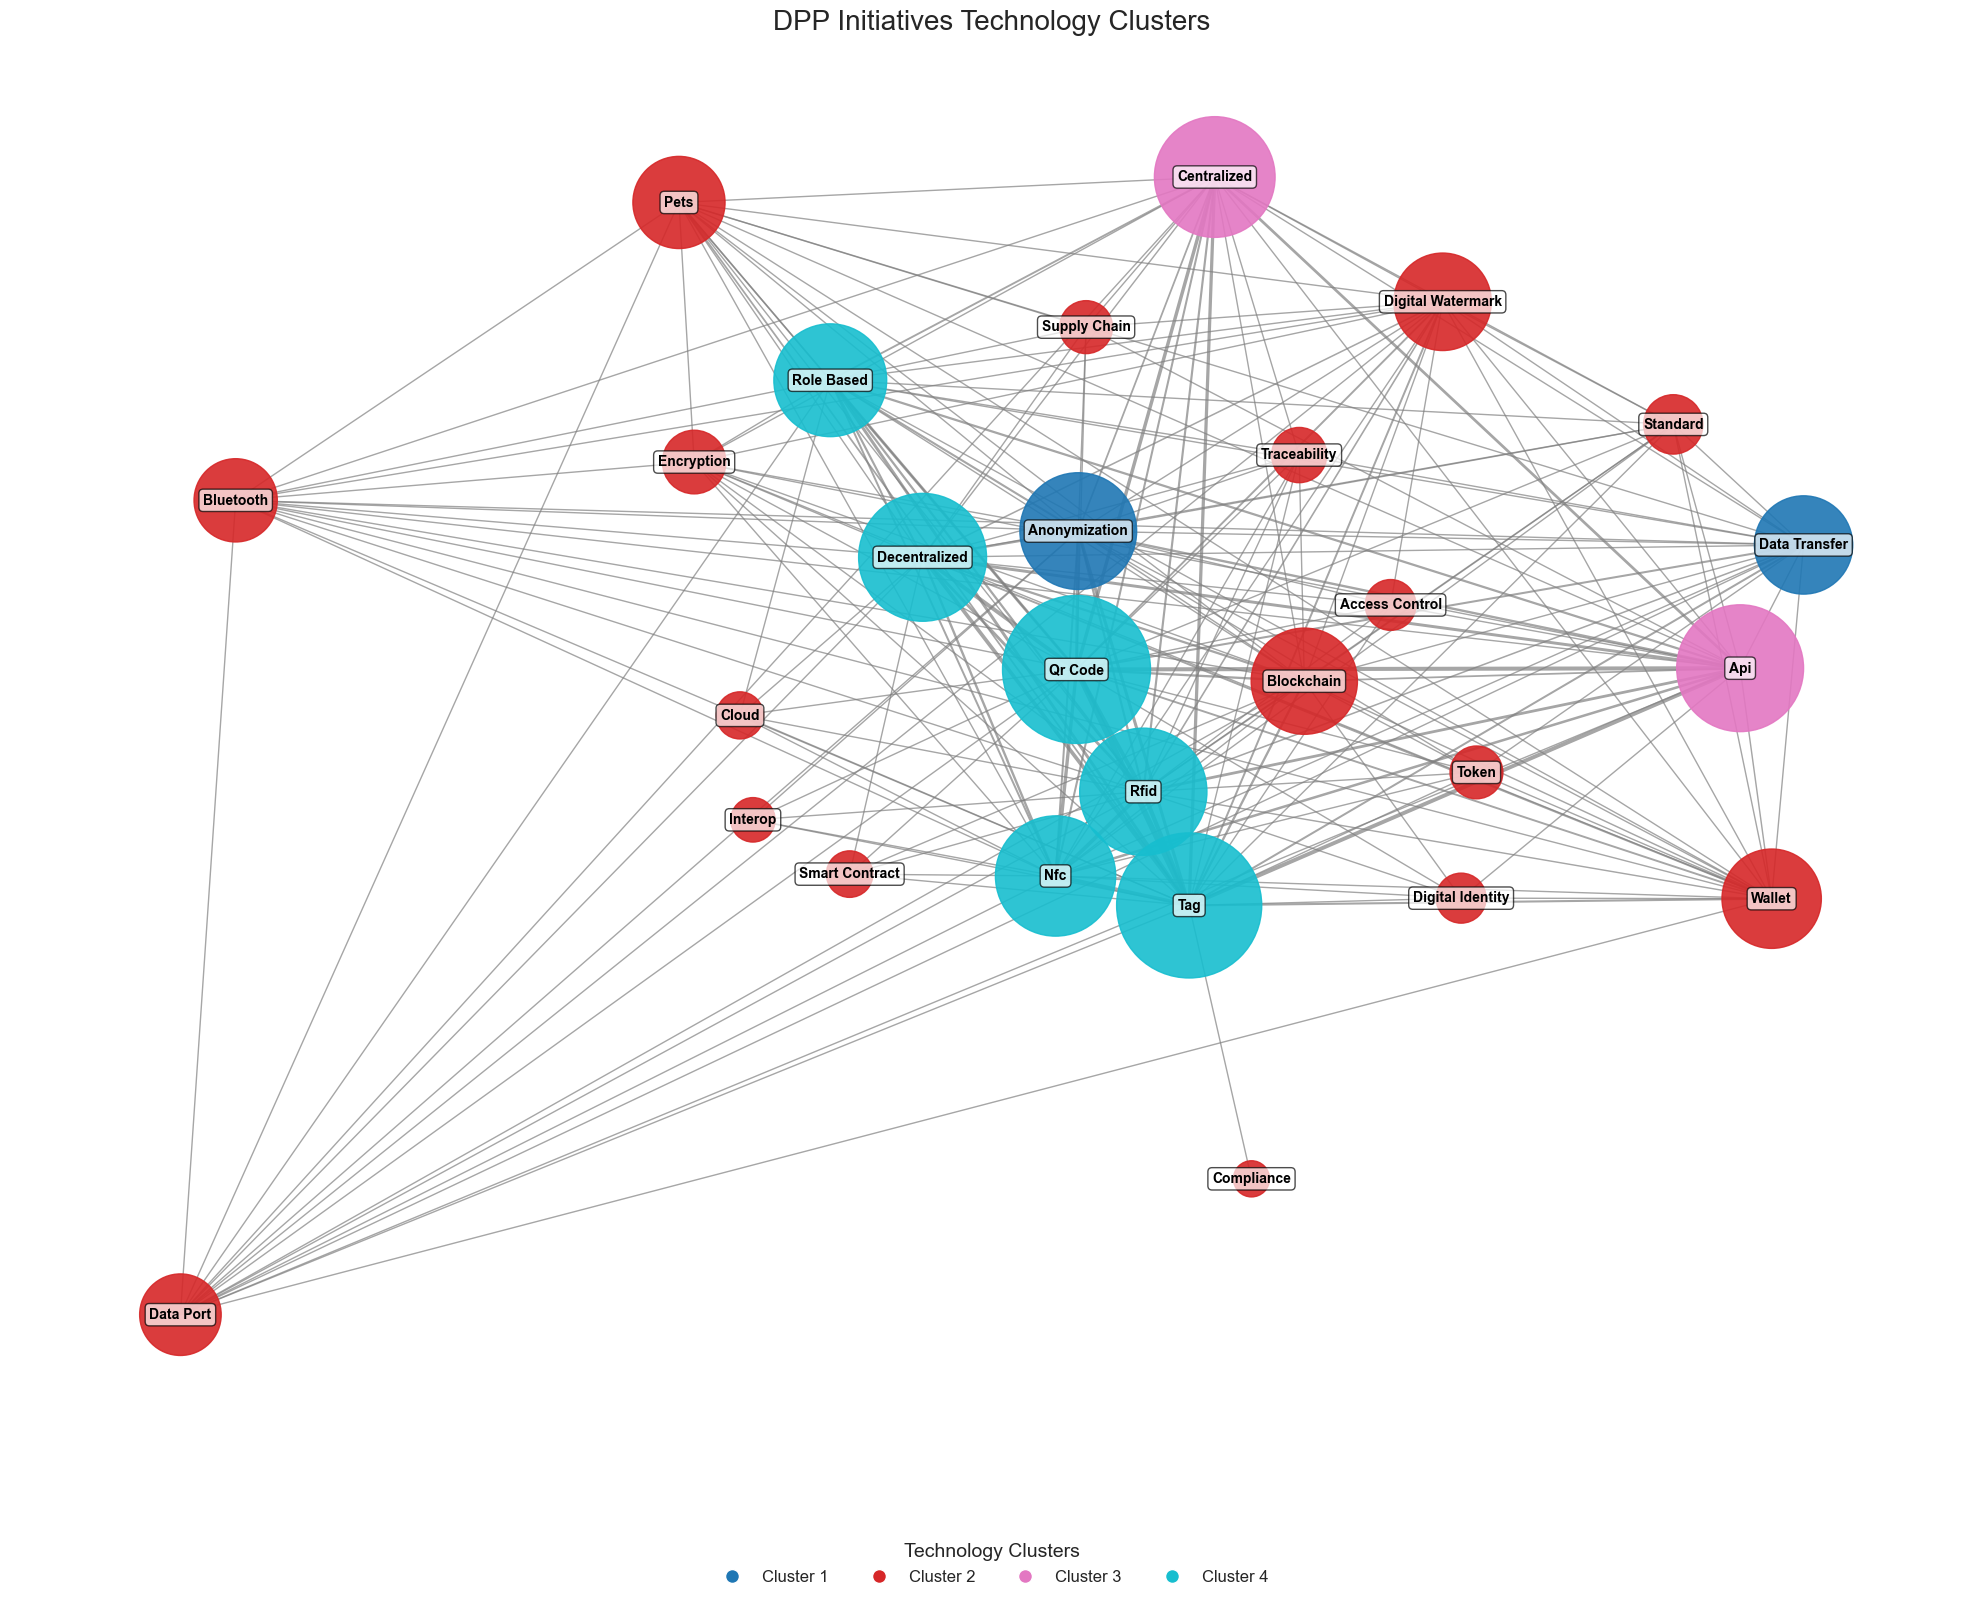 DPP Initiatives Technology Clusters
Centralized
Pets
Digital Watermark
Supply Chain
Role Based
Standard
Traceability
Encryption
Bluetooth
Anonymization
Data Transfer
Decentralized
Access Control
Api
Qr Code
Blockchain
Cloud
Token
Rfid
Interop
Smart Contract
Nfc
Digital Identity
Wallet
Tag
Compliance
Data Port
Technology Clusters
Cluster 1
Cluster 2
Cluster 3
Cluster 4